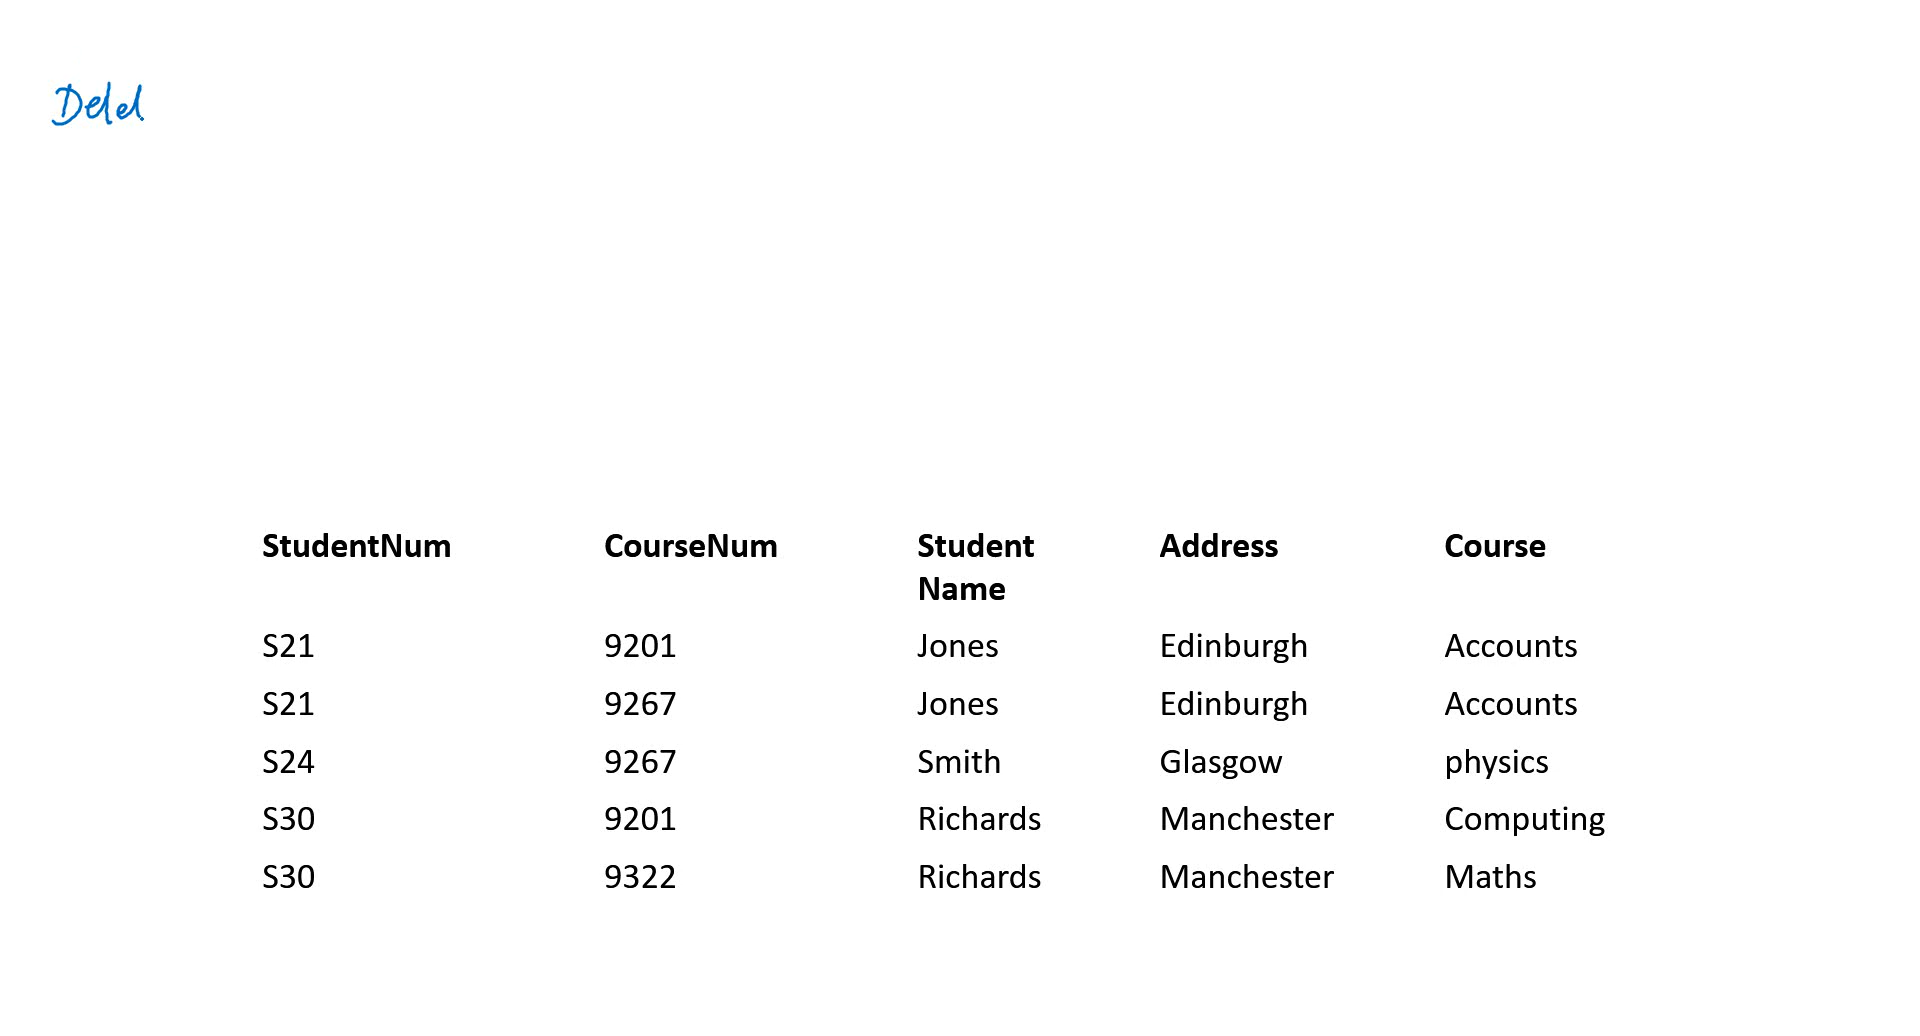 Delel
StudentNum CourseNum Student Name Address Course
S21 9201 Jones Edinburgh Accounts
S21 9267 Jones Edinburgh Accounts
S24 9267 Smith Glasgow physics
S30 9201 Richards Manchester Computing
S30 9322 Richards Manchester Maths